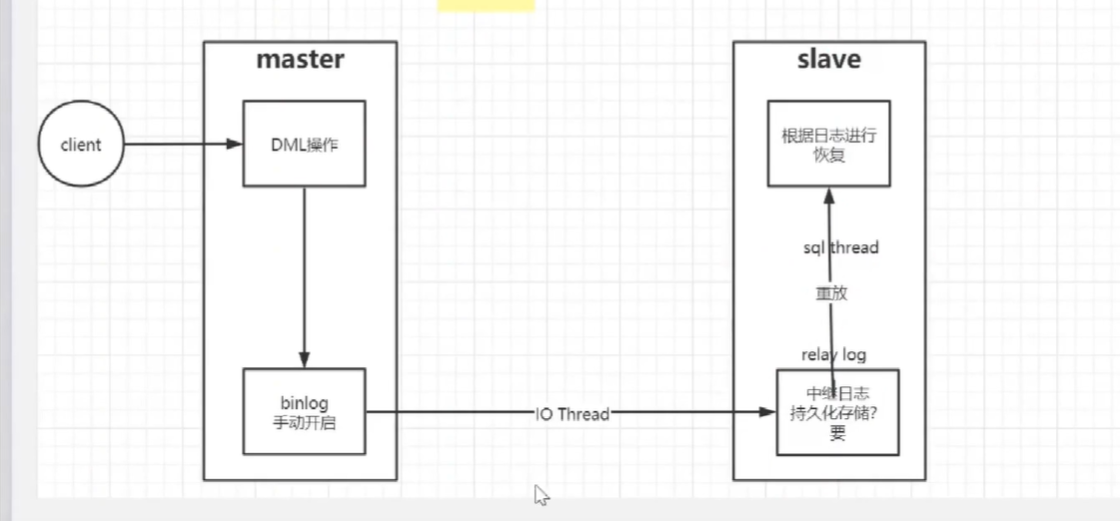 master
slave
client
DML操作
根据日志进行
恢复
sql thread
重放
relay log
binlog
手动开启
IO Thread
中继日志
持久化存储?
要